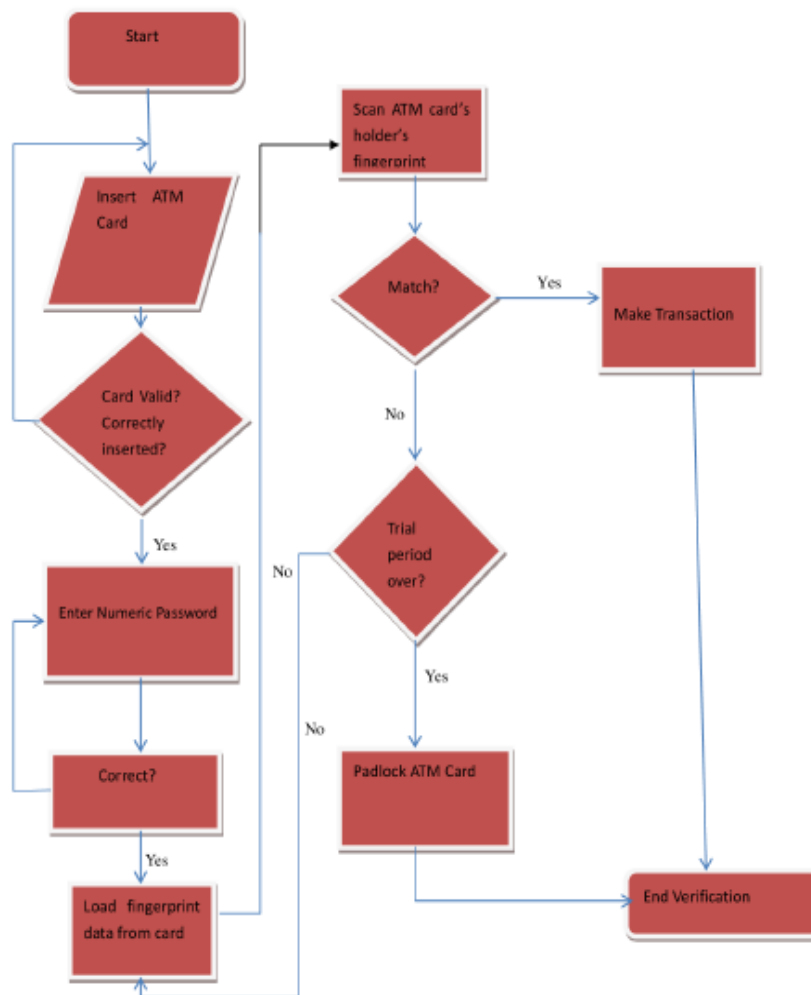 Start
Insert ATM
Card
Card Valid?
Correctly
inserted?
Yes
Enter Numeric Password
Correct?
Yes
Load fingerprint
data from card
Scan ATM card's
holder's
fingerprint
Match?
Yes
Make Transaction
No
Trial
period
over?
No
Yes
No
Padlock ATM Card
End Verification